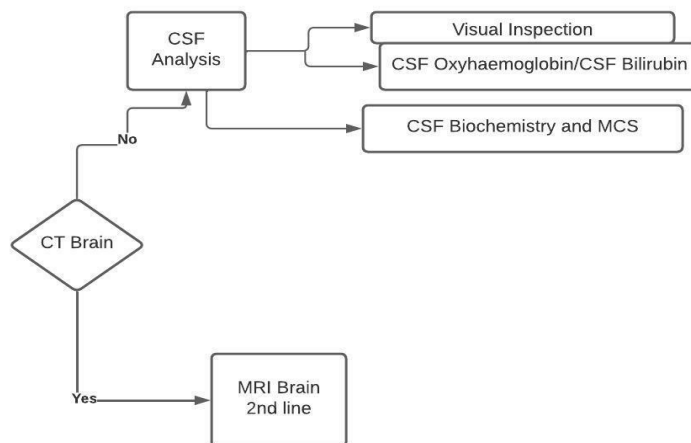 CSF
Analysis
Visual Inspection
CSF Oxyhaemoglobin/CSF Bilirubin
CSF Biochemistry and MCS
No
CT Brain
Yes
MRI Brain
2nd line